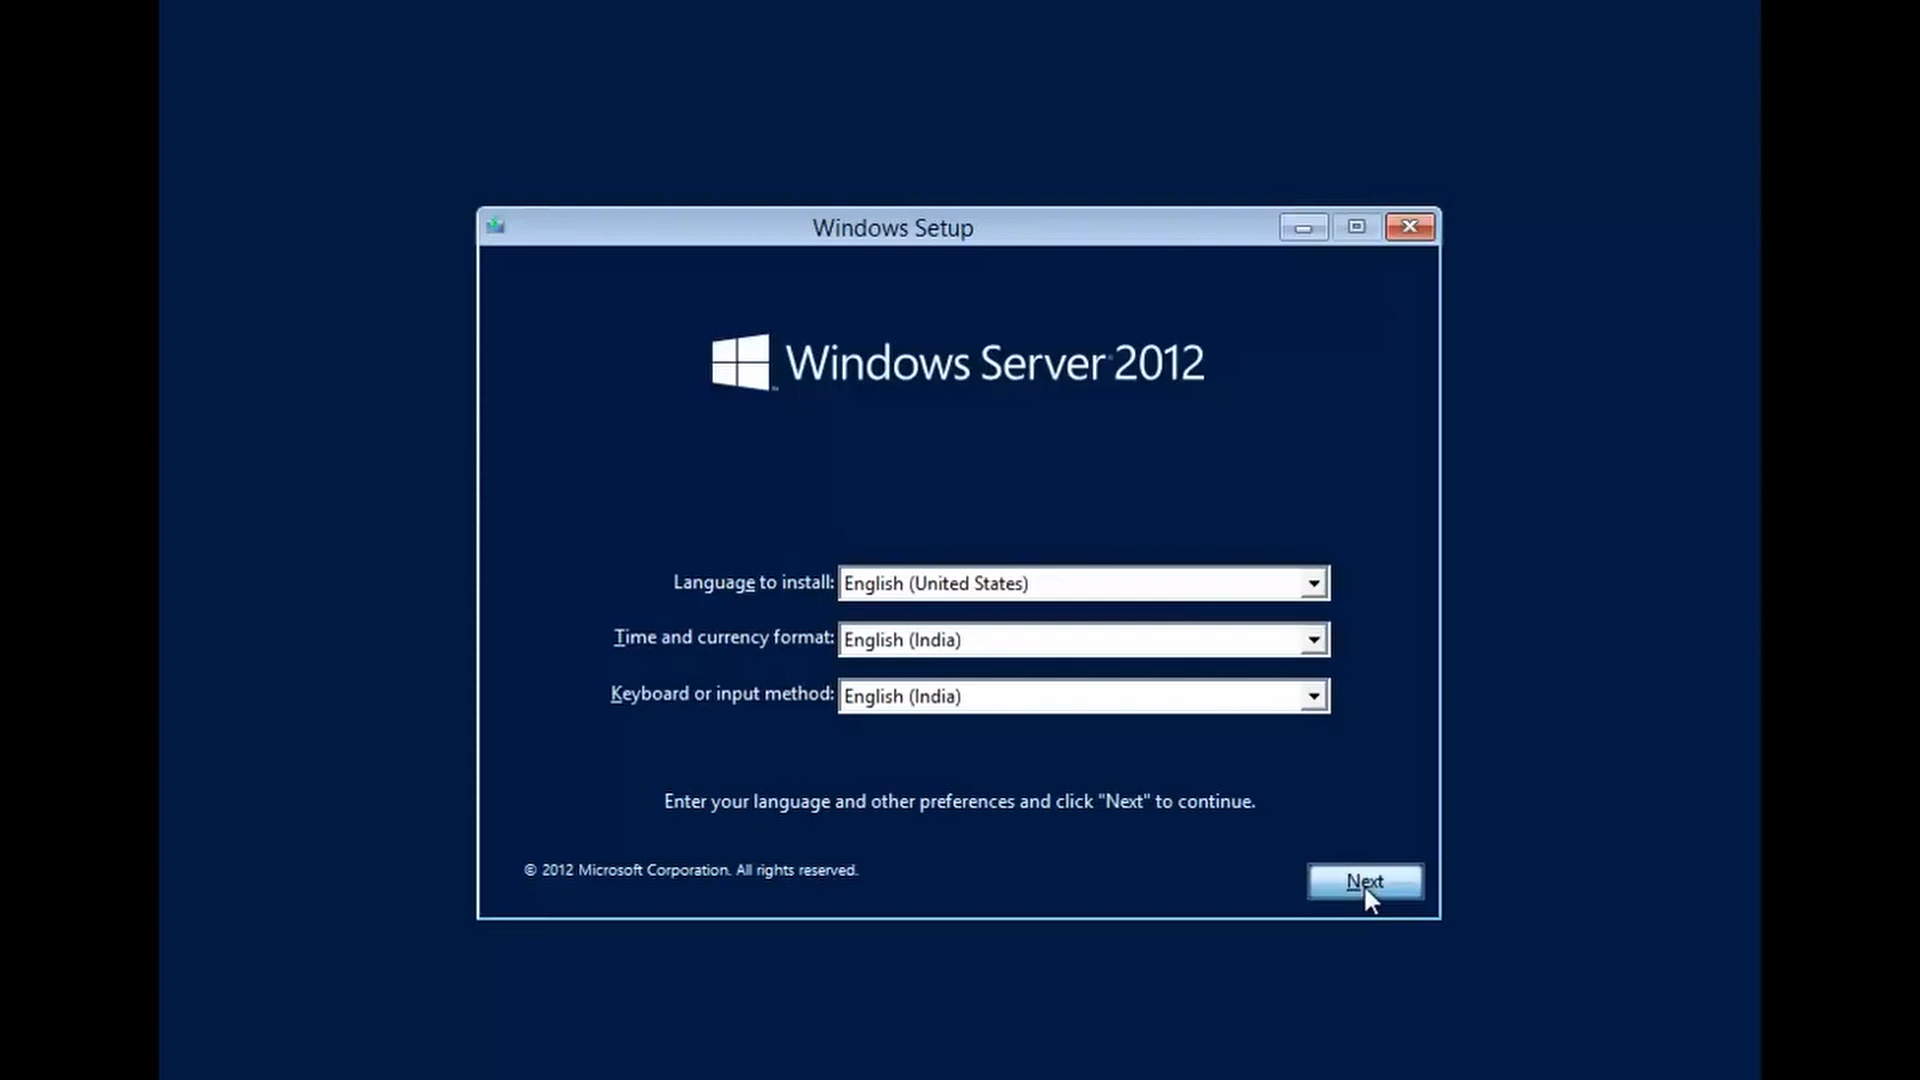 Windows Setup
Windows Server 2012
Language to install: English (United States)
Time and currency format: English (India)
Keyboard or input method: English (India)
Enter your language and other preferences and click "Next" to continue.
© 2012 Microsoft Corporation. All rights reserved.
Next